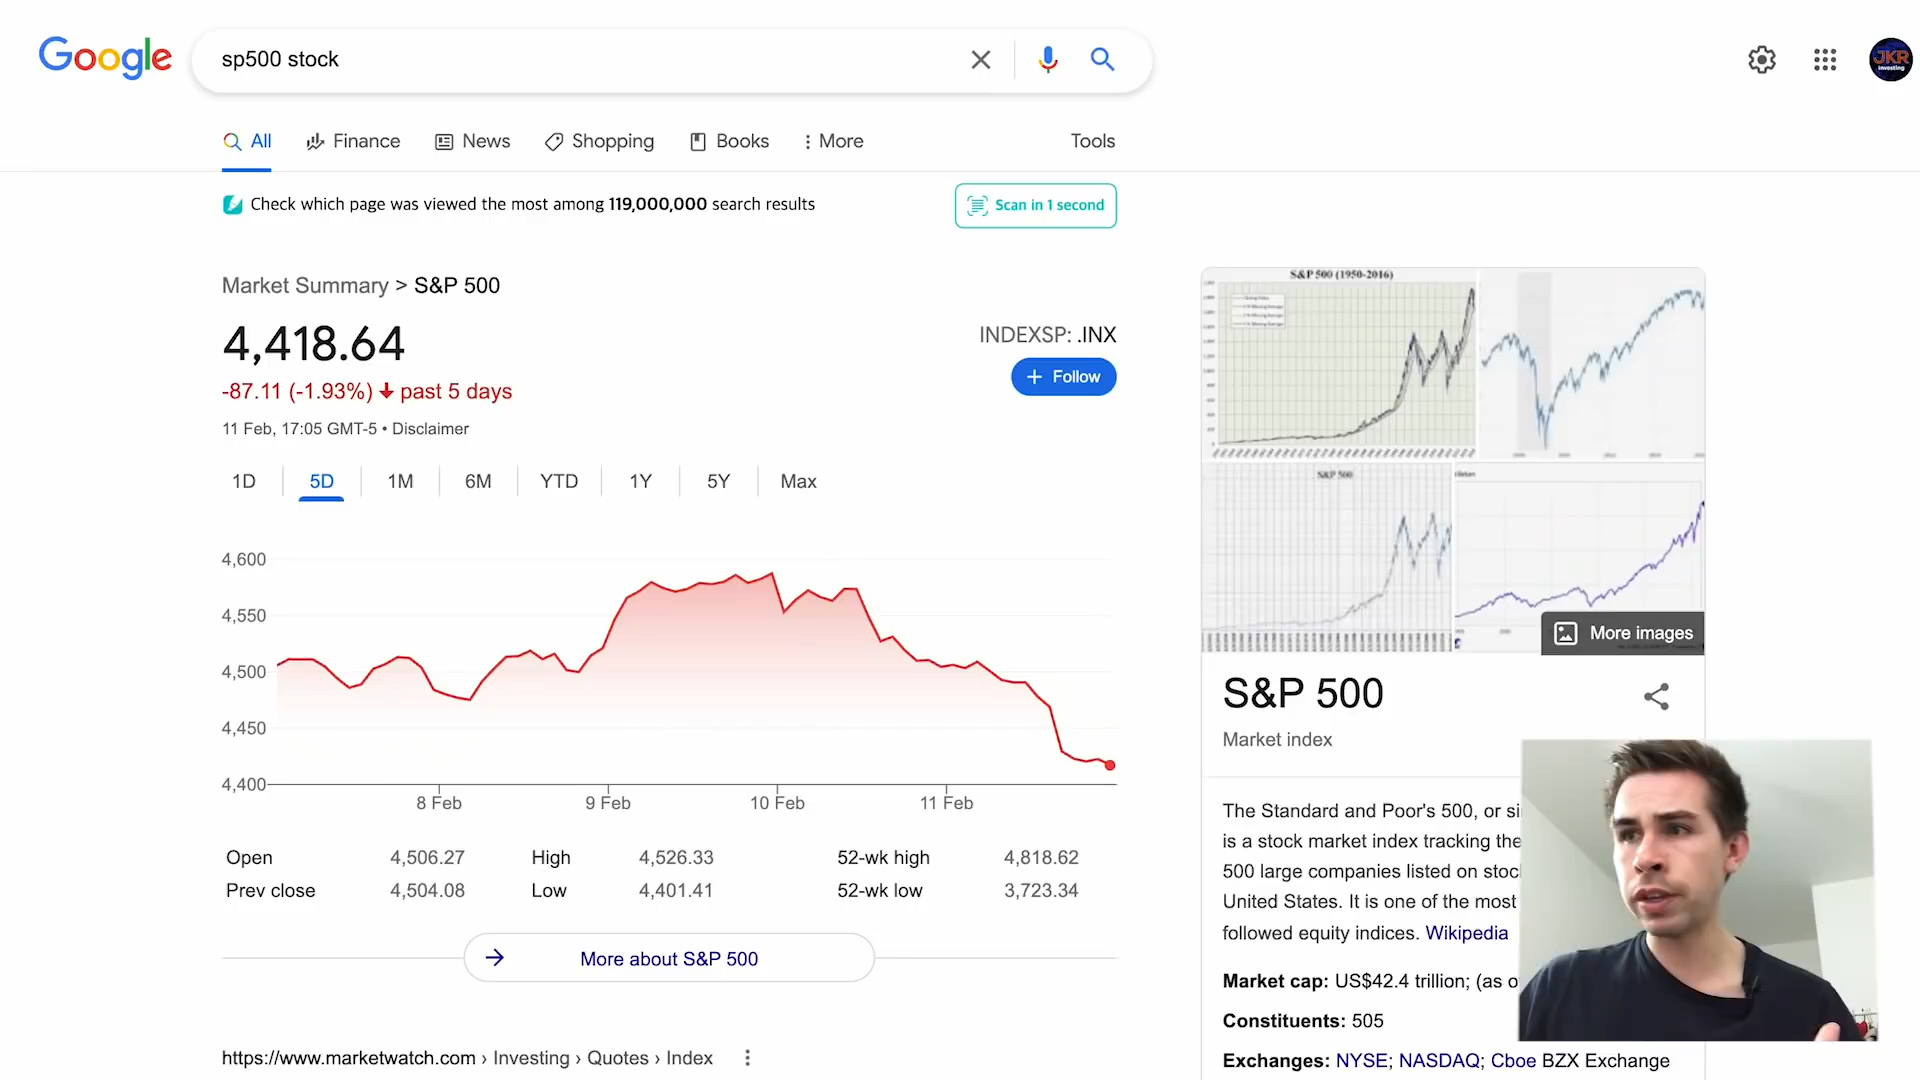 Google
sp500 stock
JKR
Investing
All
Finance
News
Shopping
Books
More
Tools
Check which page was viewed the most among 119,000,000 search results
Scan in 1 second
Market Summary > S&P 500
4,418.64
INDEXSP: .INX
-87.11 (-1.93%) past 5 days
+ Follow
11 Feb, 17:05 GMT-5 • Disclaimer
1D
5D
1M
6M
YTD
1Y
5Y
Max
4,600
4,550
4,500
4,450
4,400
8 Feb
9 Feb
10 Feb
11 Feb
Open 4,506.27 High 4,526.33 52-wk high 4,818.62
Prev close 4,504.08 Low 4,401.41 52-wk low 3,723.34
More about S&P 500
https://www.marketwatch.com › Investing › Quotes › Index
S&P 500 (1950-2016)
S&P 500
More images
S&P 500
Market index
The Standard and Poor's 500, or si
is a stock market index tracking the
500 large companies listed on stoc
United States. It is one of the most
followed equity indices. Wikipedia
Market cap: US$42.4 trillion; (as o
Constituents: 505
Exchanges: NYSE; NASDAQ; Cboe BZX Exchange